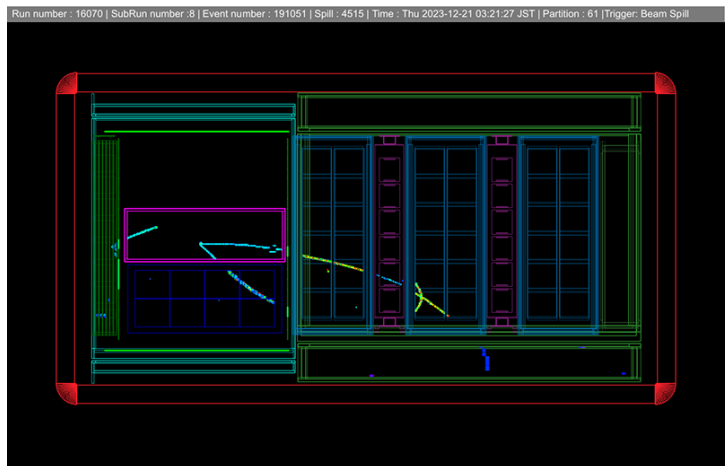 Run number : 16070 | SubRun number :8 | Event number : 191051 | Spill : 4515 | Time : Thu 2023-12-21 03:21:27 JST | Partition : 61 |Trigger: Beam Spill